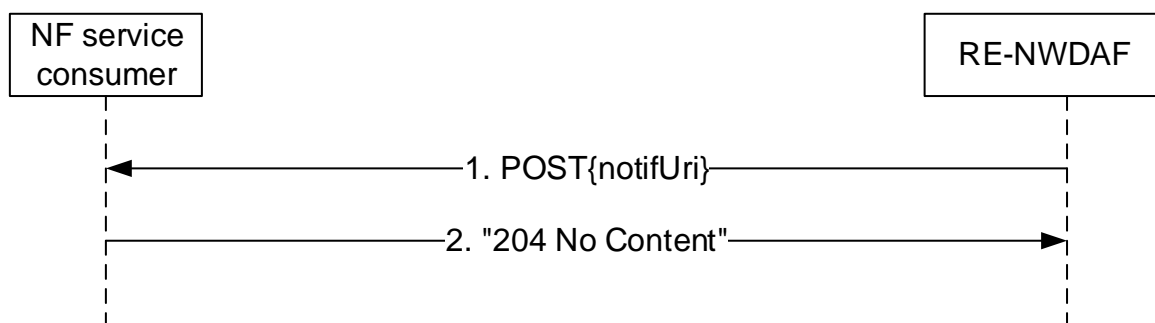 NF service
consumer
RE-NWDAF
1. POST{notifUri}
2. "204 No Content"